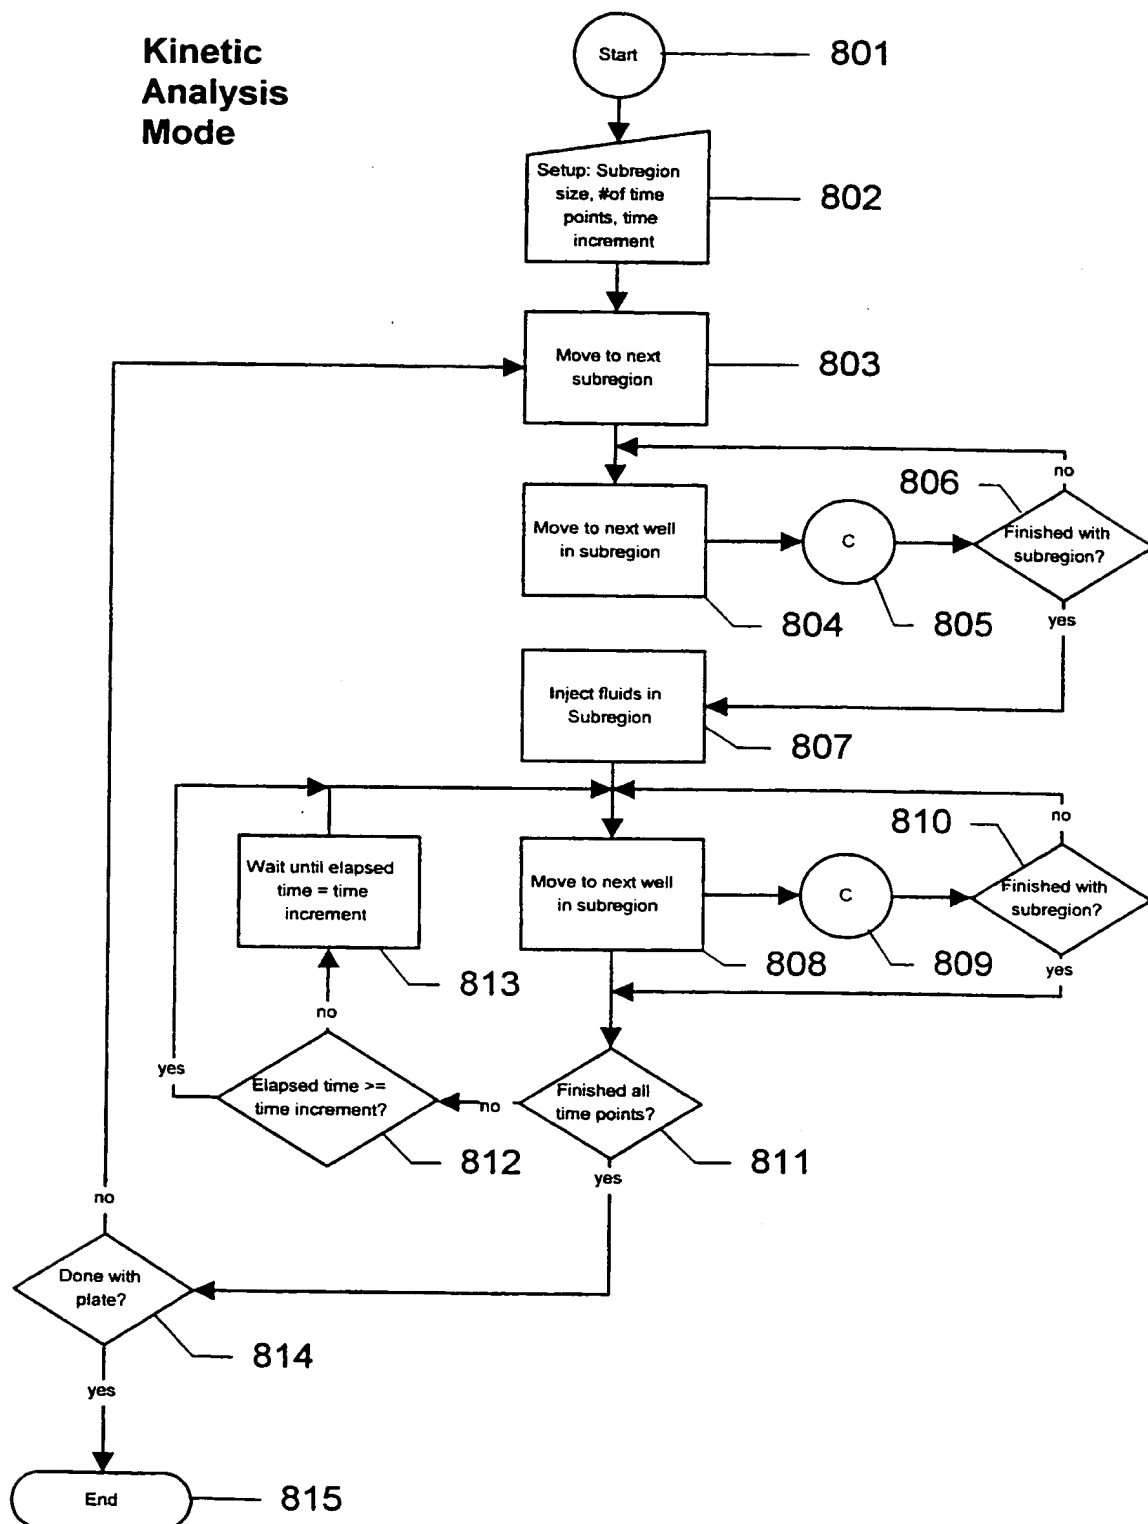 Kinetic
Analysis
Mode
Start
801
Setup: Subregion
size, #of time
points, time
increment
802
Move to next
subregion
803
no
806
Move to next well
in subregion
C
Finished with
subregion?
804
805
yes
Inject fluids in
Subregion
807
no
810
Wait until elapsed
time = time
increment
Move to next well
in subregion
C
Finished with
subregion?
808
809
813
yes
no
yes
Elapsed time >=
time increment?
no
Finished all
time points?
812
811
yes
no
Done with
plate?
814
yes
End
815